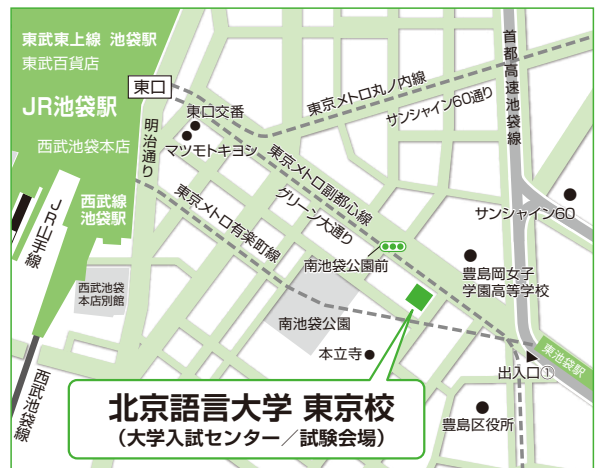 東武東上線 池袋駅
東武百貨店
JR池袋駅
西武池袋本店
西武線
池袋駅
JR山手線
西武池袋
本店別館
西武池袋線
東口
明治通り
東口交番
マツモトキヨシ
東京メトロ丸ノ内線
サンシャイン60通り
首都高速池袋線
東京メトロ副都心線
グリーン大通り
東京メトロ有楽町線
サンシャイン60
南池袋公園前
豊島岡女子
学園高等学校
南池袋公園
本立寺
東池袋駅
出入口①
豊島区役所
北京語言大学 東京校
（大学入試センター／試験会場）